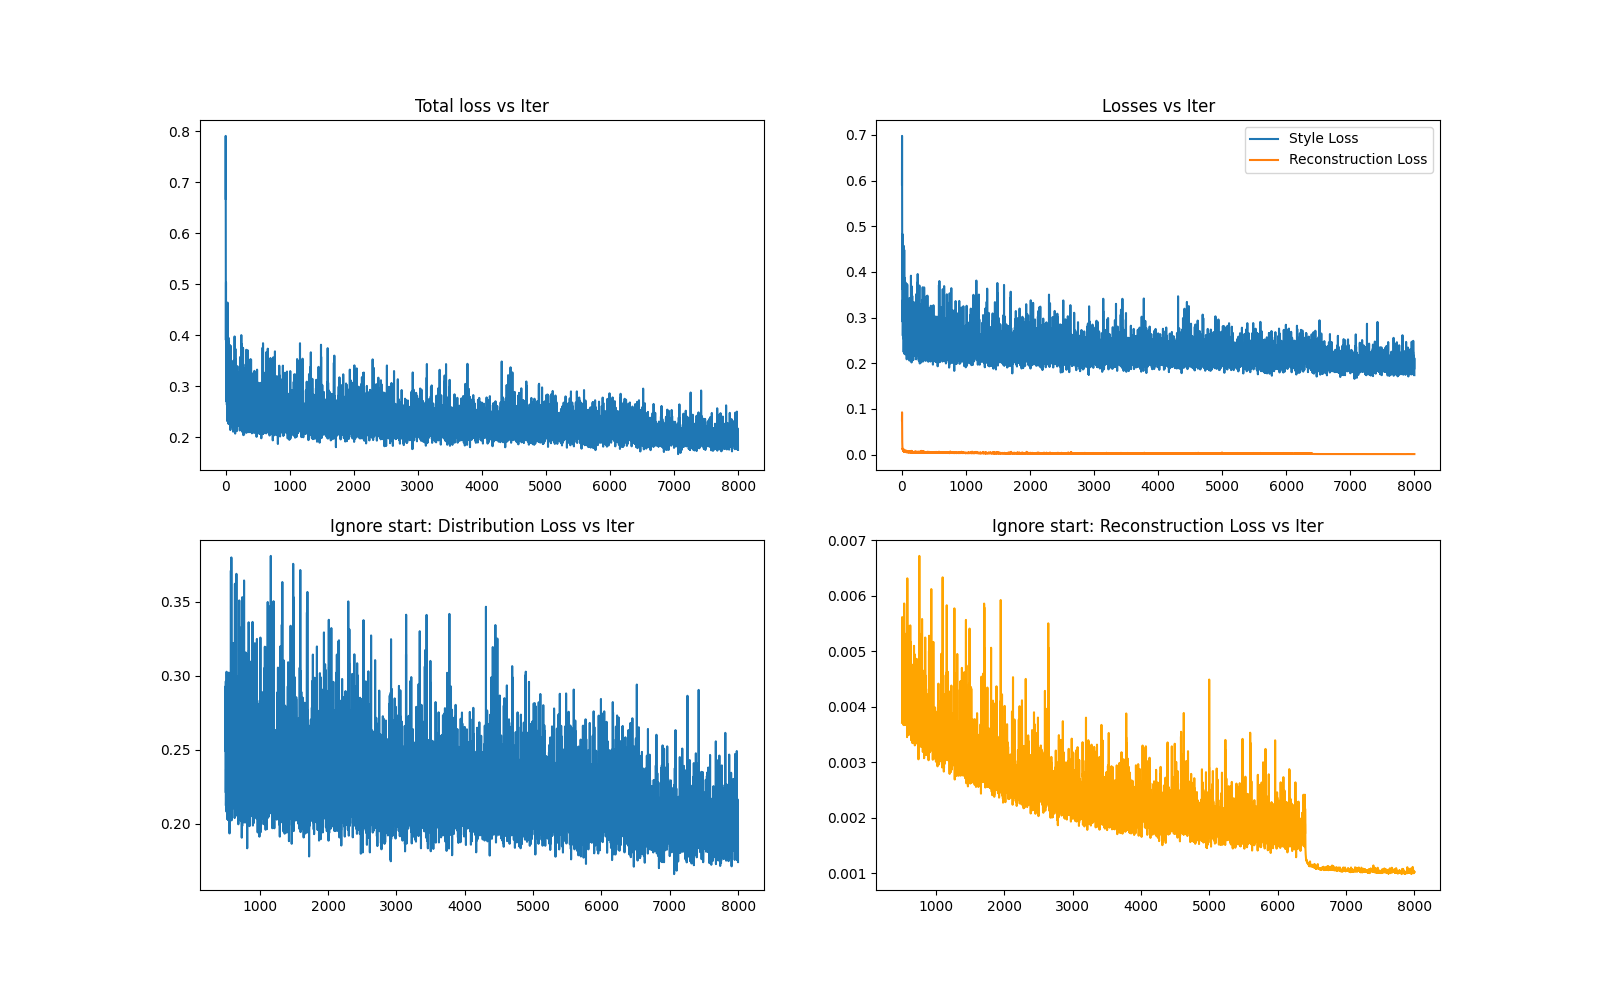 Total loss vs Iter
0.8
0.7
0.6
0.5
0.4
0.3
0.2
0 1000 2000 3000 4000 5000 6000 7000 8000
Losses vs Iter
Style Loss
Reconstruction Loss
0.7
0.6
0.5
0.4
0.3
0.2
0.1
0.0
0 1000 2000 3000 4000 5000 6000 7000 8000
Ignore start: Distribution Loss vs Iter
0.35
0.30
0.25
0.20
1000 2000 3000 4000 5000 6000 7000 8000
Ignore start: Reconstruction Loss vs Iter
0.007
0.006
0.005
0.004
0.003
0.002
0.001
1000 2000 3000 4000 5000 6000 7000 8000